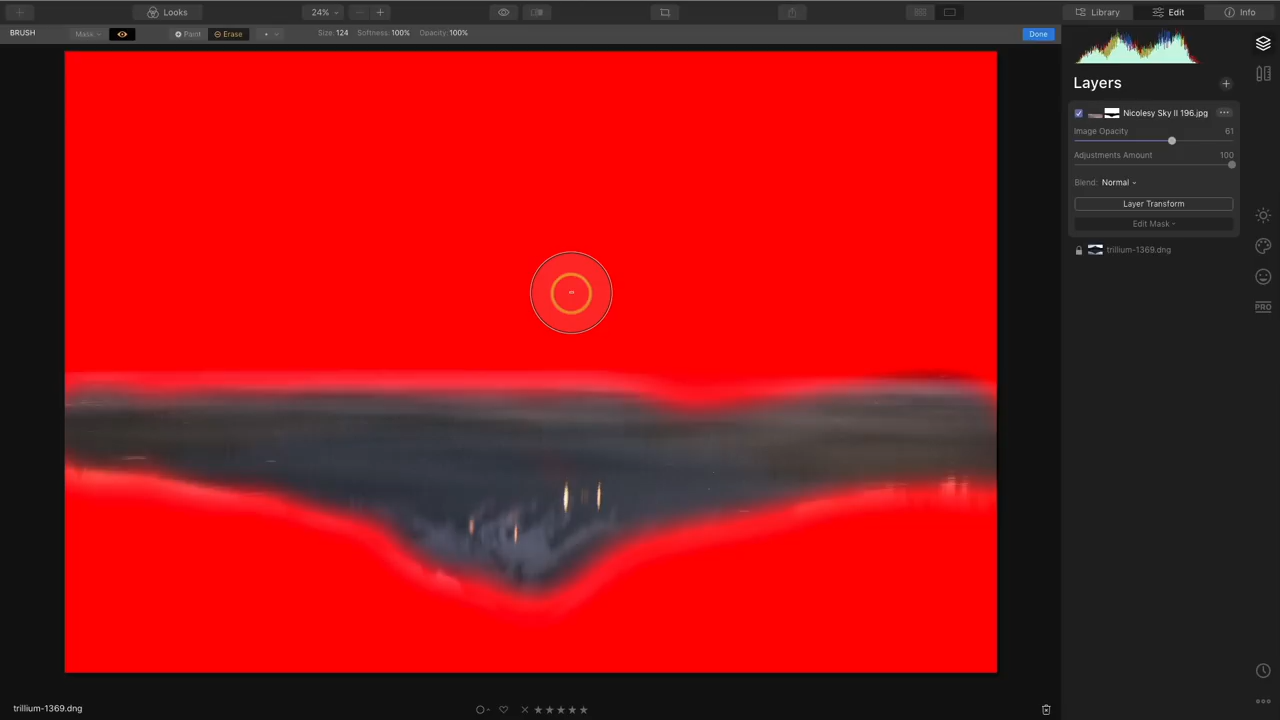 Looks
24%
Library
Edit
Info
BRUSH
Mask
Paint
Erase
Size: 124
Softness: 100%
Opacity: 100%
Done
Layers
Nicolesy Sky II 196.jpg
Image Opacity 61
Adjustments Amount 100
Blend: Normal
Layer Transform
Edit Mask
trillium-1369.dng
PRO
trillium-1369.dng